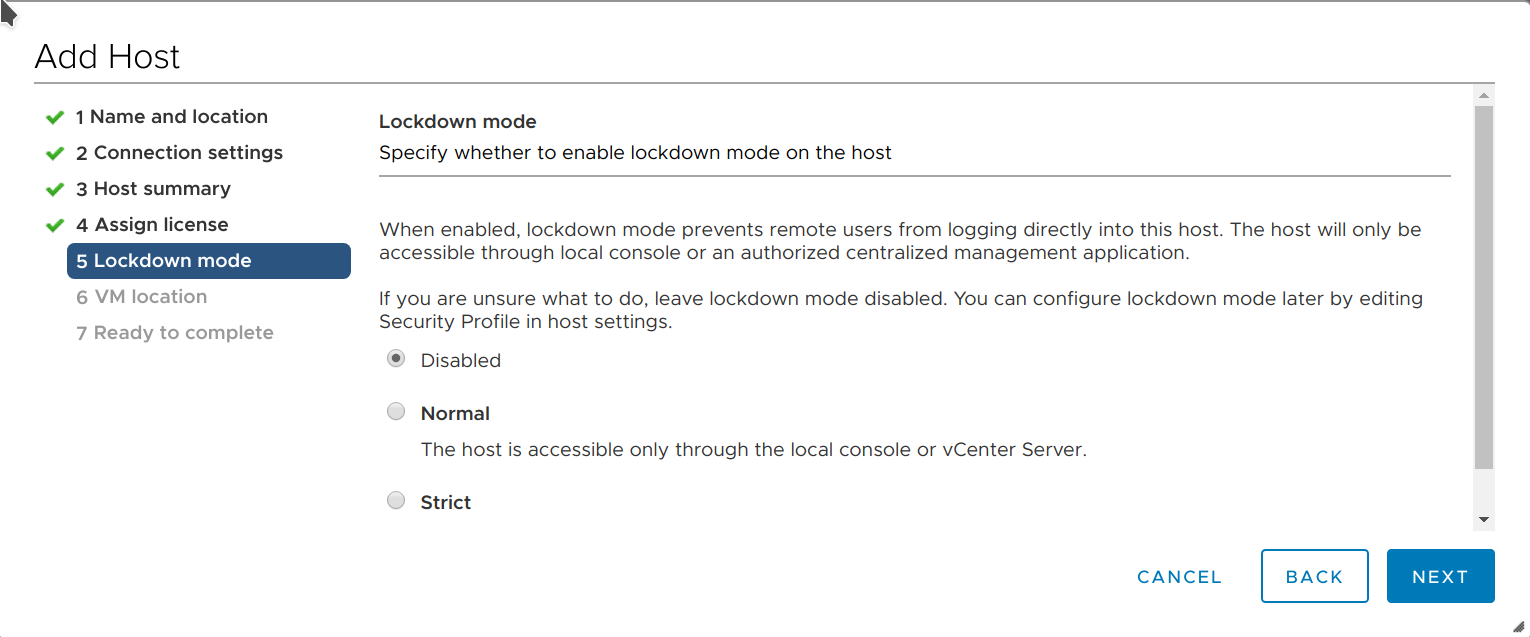 Add Host
1 Name and location
2 Connection settings
3 Host summary
4 Assign license
5 Lockdown mode
6 VM location
7 Ready to complete
Lockdown mode
Specify whether to enable lockdown mode on the host
When enabled, lockdown mode prevents remote users from logging directly into this host. The host will only be
accessible through local console or an authorized centralized management application.
If you are unsure what to do, leave lockdown mode disabled. You can configure lockdown mode later by editing
Security Profile in host settings.
Disabled
Normal
The host is accessible only through the local console or vCenter Server.
Strict
CANCEL
BACK
NEXT